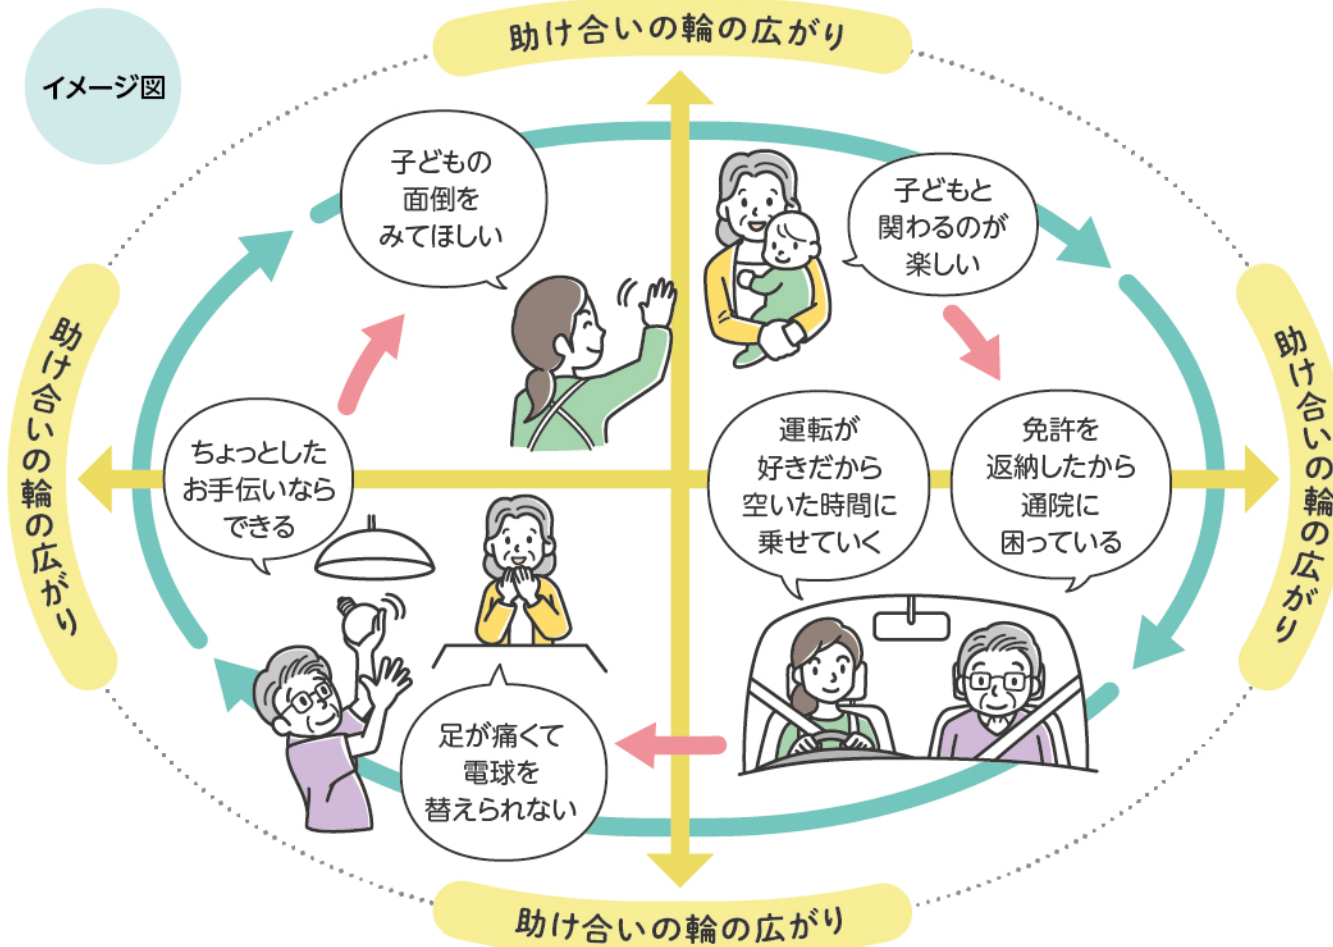 イメージ図
助け合いの輪の広がり
子どもの
面倒を
みてほしい
子どもと
関わるのが
楽しい
助け合いの輪の広がり
助け合いの輪の広がり
ちょっとした
お手伝いなら
できる
運転が
好きだから
空いた時間に
乗せていく
免許を
返納したから
通院に
困っている
足が痛くて
電球を
替えられない
助け合いの輪の広がり